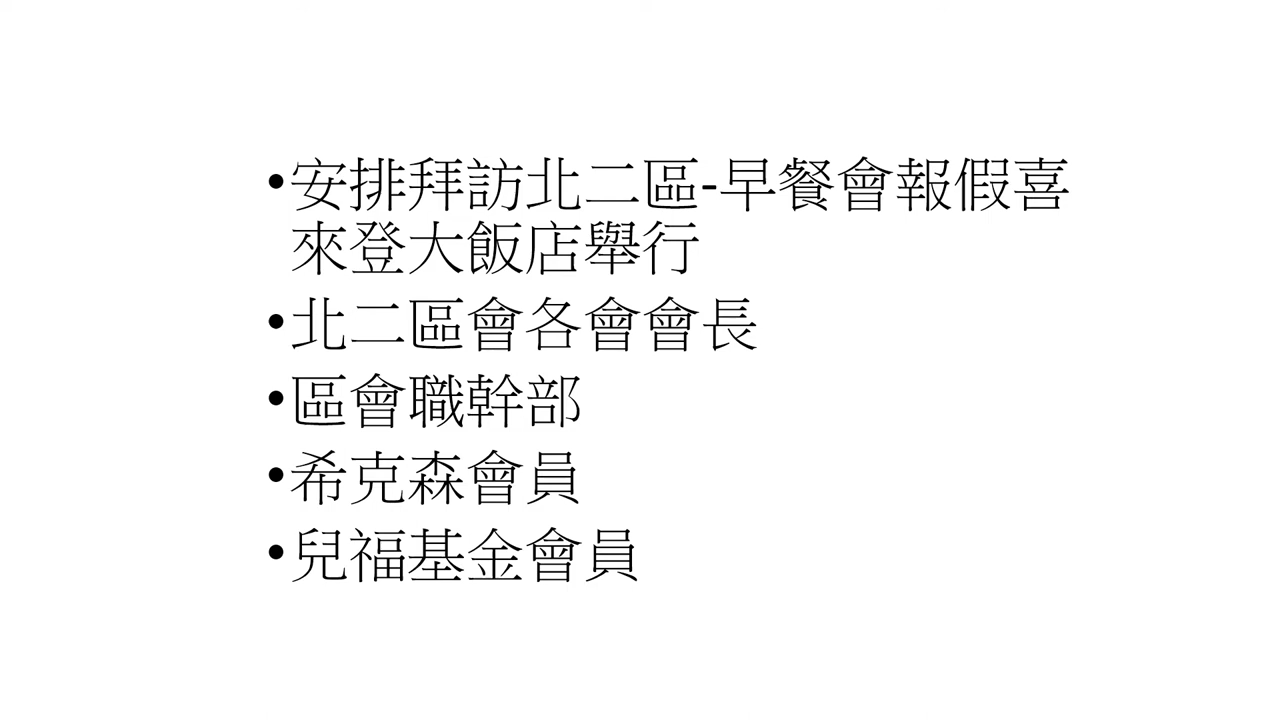 •安排拜訪北二區-早餐會報假喜
來登大飯店舉行
•北二區會各會會長
•區會職幹部
•希克森會員
•兒福基金會員